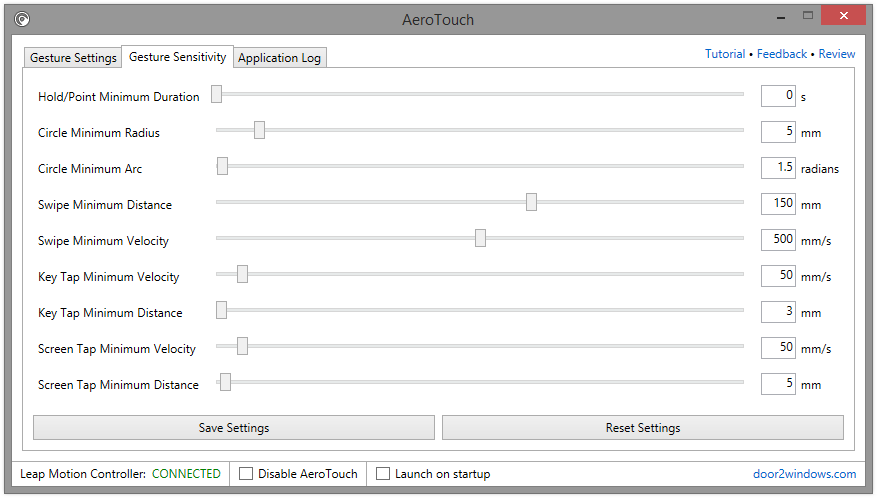 AeroTouch
Gesture Settings Gesture Sensitivity Application Log Tutorial • Feedback • Review
Hold/Point Minimum Duration 0 s
Circle Minimum Radius 5 mm
Circle Minimum Arc 1.5 radians
Swipe Minimum Distance 150 mm
Swipe Minimum Velocity 500 mm/s
Key Tap Minimum Velocity 50 mm/s
Key Tap Minimum Distance 3 mm
Screen Tap Minimum Velocity 50 mm/s
Screen Tap Minimum Distance 5 mm
Save Settings Reset Settings
Leap Motion Controller: CONNECTED Disable AeroTouch Launch on startup door2windows.com